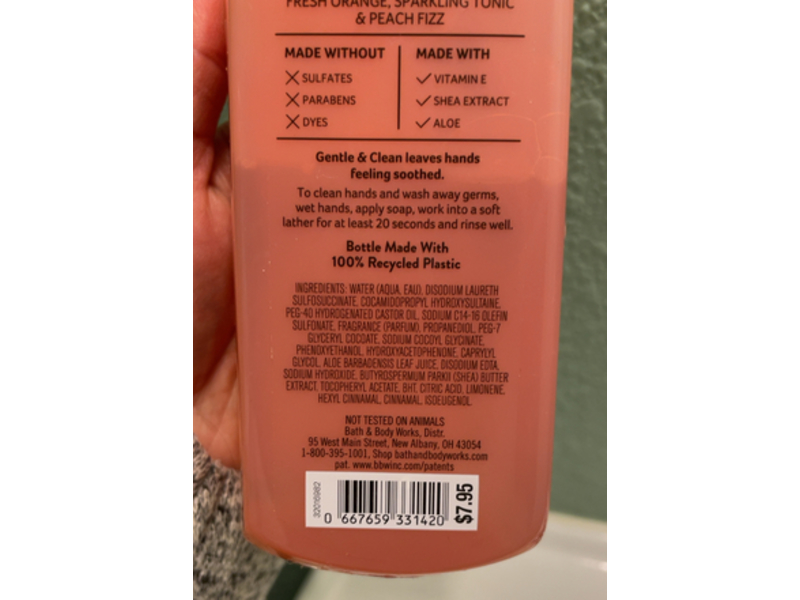 FRESH ORANGE, SPARKLING TONIC
& PEACH FIZZ
MADE WITHOUT
SULFATES
PARABENS
DYES
MADE WITH
VITAMIN E
SHEA EXTRACT
ALOE
Gentle & Clean leaves hands
feeling soothed.
To clean hands and wash away germs,
wet hands, apply soap, work into a soft
lather for at least 20 seconds and rinse well.
Bottle Made With
100% Recycled Plastic
INGREDIENTS: WATER (AQUA, EAU), DISODIUM LAURETH
SULFOSUCCINATE, COCAMIDOPROPYL HYDROXYSULTAINE,
PEG-40 HYDROGENATED CASTOR OIL, SODIUM C14-16 OLEFIN
SULFONATE, FRAGRANCE (PARFUM), PROPANEDIOL, PEG-7
GLYCERYL COCOATE, SODIUM COCOYL GLYCINATE,
PHENOXYETHANOL, HYDROXYACETOPHENONE, CAPRYLYL
GLYCOL, ALOE BARBADENSIS LEAF JUICE, DISODIUM EDTA,
SODIUM HYDROXIDE, BUTYROSPERMUM PARKII (SHEA) BUTTER
EXTRACT, TOCOPHERYL ACETATE, BHT, CITRIC ACID, LIMONENE,
HEXYL CINNAMAL, CINNAMAL, ISOEUGENOL.
NOT TESTED ON ANIMALS
Bath & Body Works, Distr.
95 West Main Street, New Albany, OH 43054
1-800-395-1001, Shop bathandbodyworks.com
pat. www.bbwinc.com/patents
32016982
0 667659 331420
$7.95